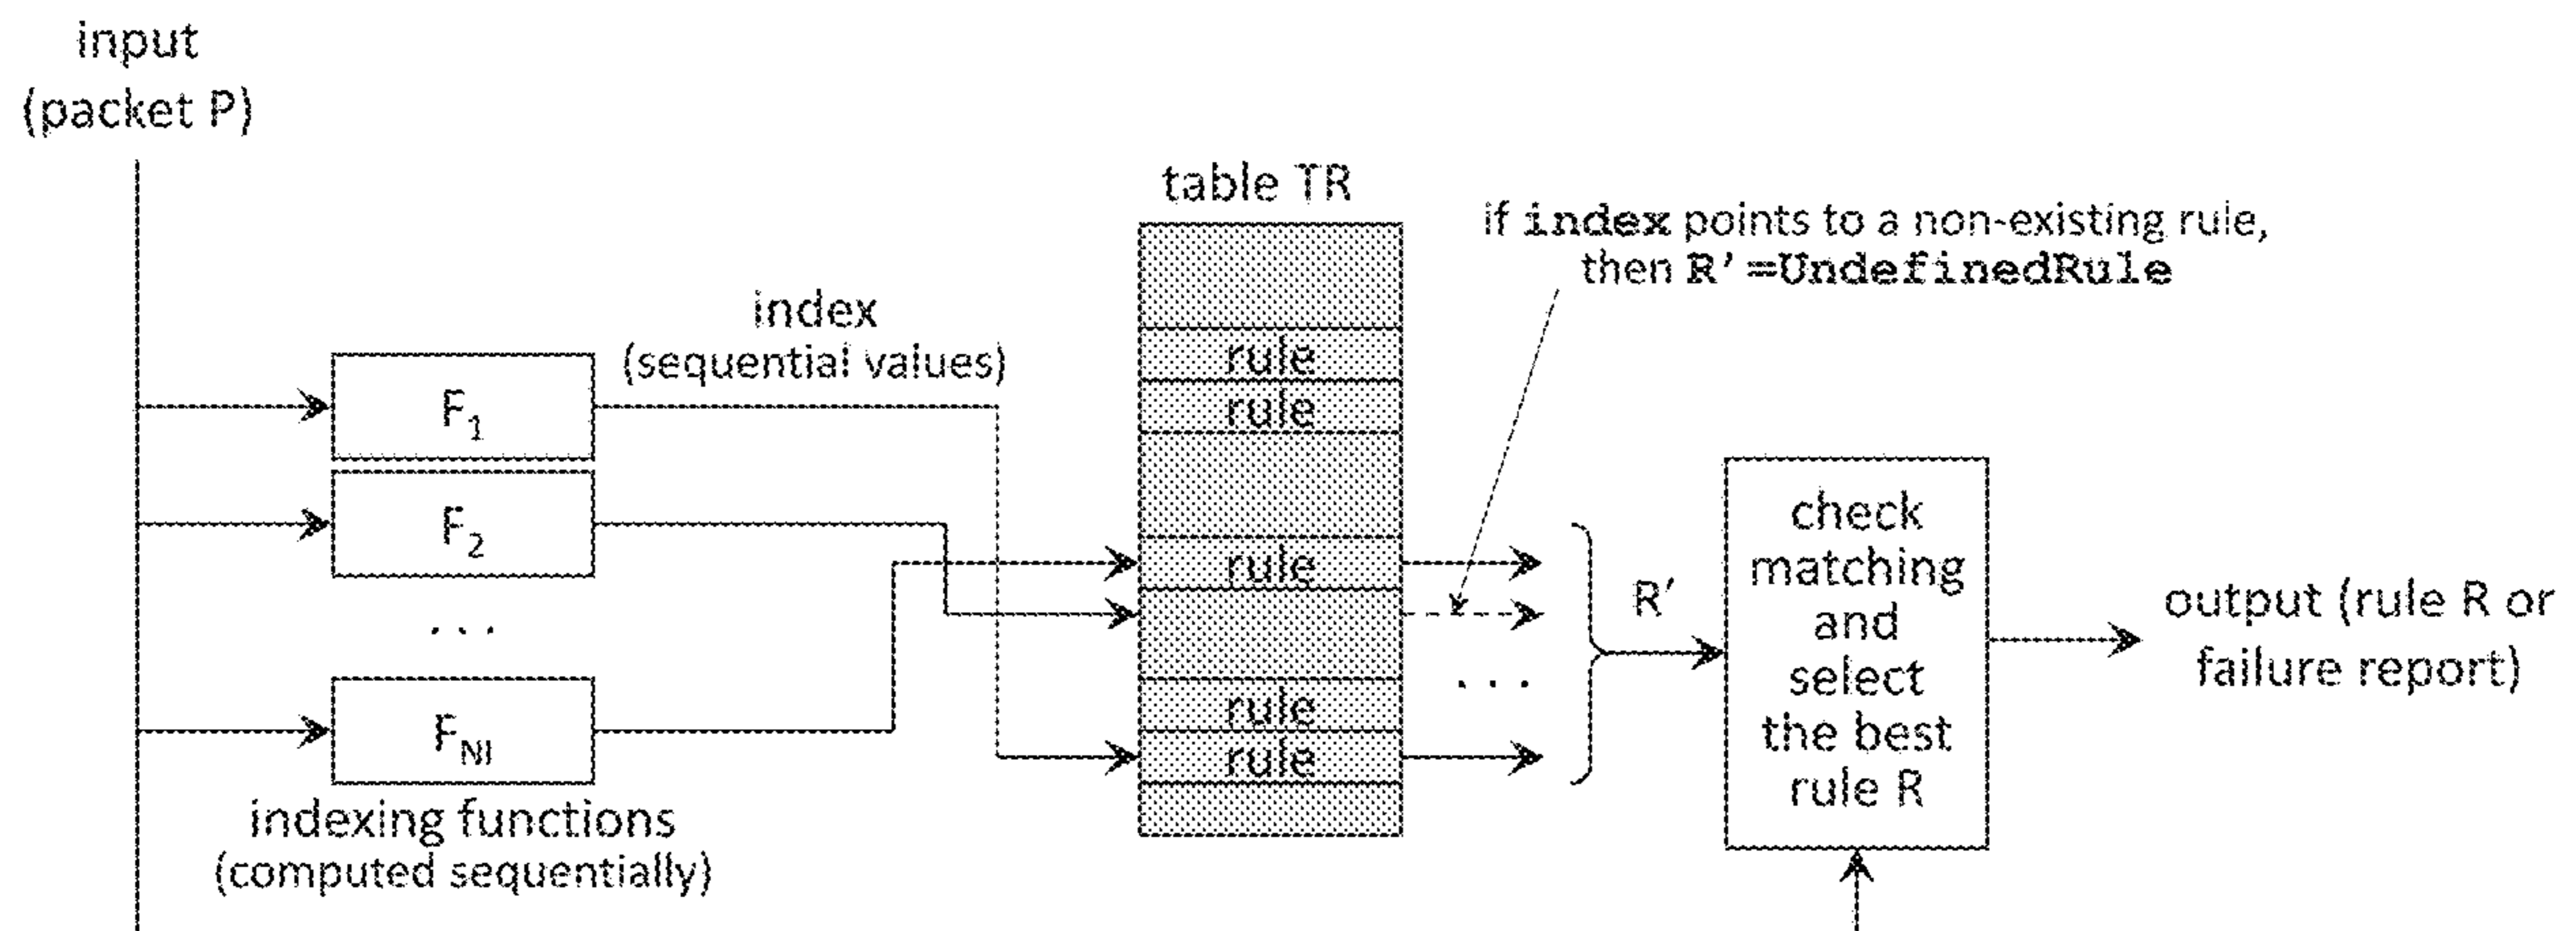 input
(packet P)
table TR
if index points to a non-existing rule,
then R'=UndefinedRule
index
(sequential values)
rule
rule
F1
F2
rule
. . .
FNI
rule
rule
. . .
R'
check
matching
and
select
the best
rule R
output (rule R or
failure report)
indexing functions
(computed sequentially)